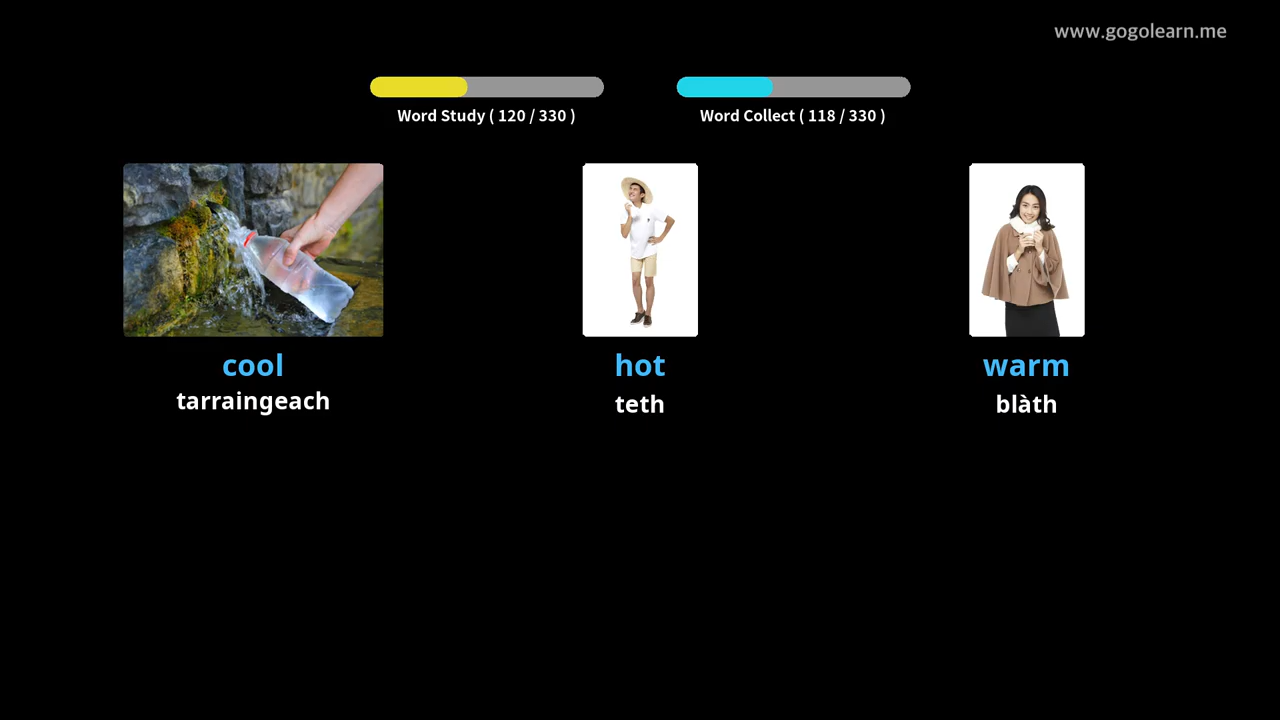 www.gogolearn.me
Word Study ( 120 / 330 )
Word Collect ( 118 / 330 )
cool
tarraingeach
hot
teth
warm
blàth